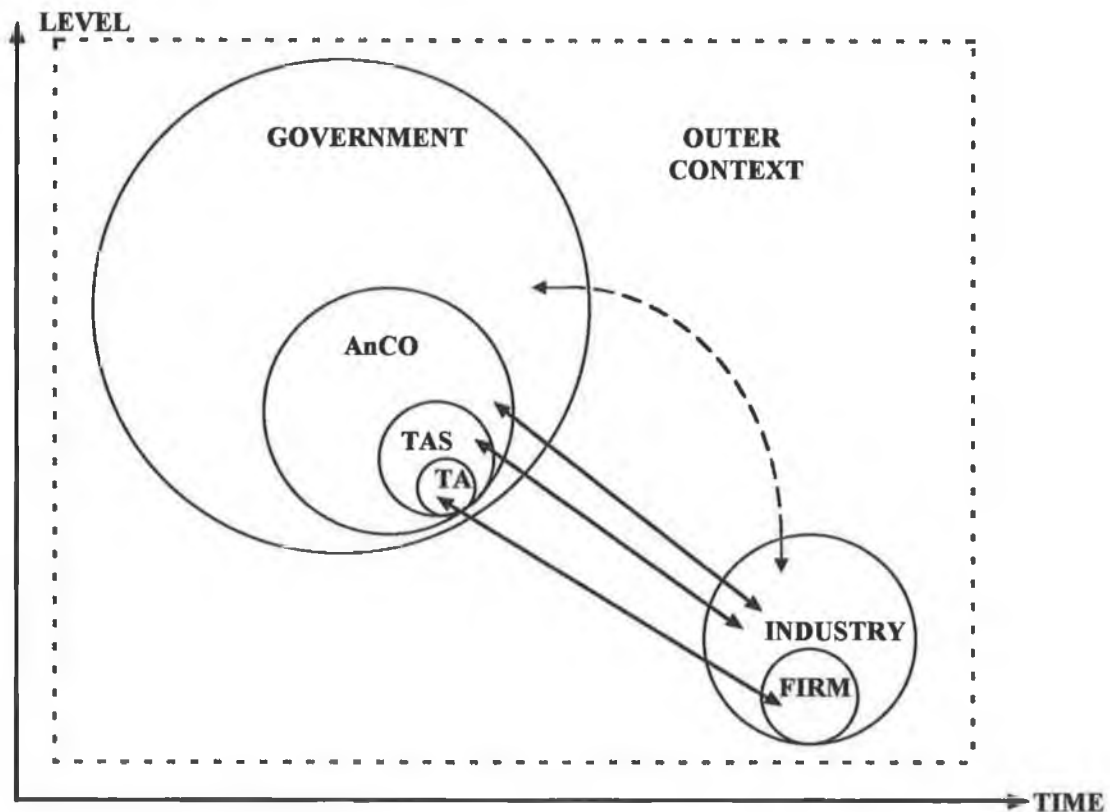 LEVEL
GOVERNMENT
OUTER
CONTEXT
AnCO
TAS
TA
INDUSTRY
FIRM
TIME